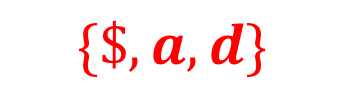 {$, a, d}